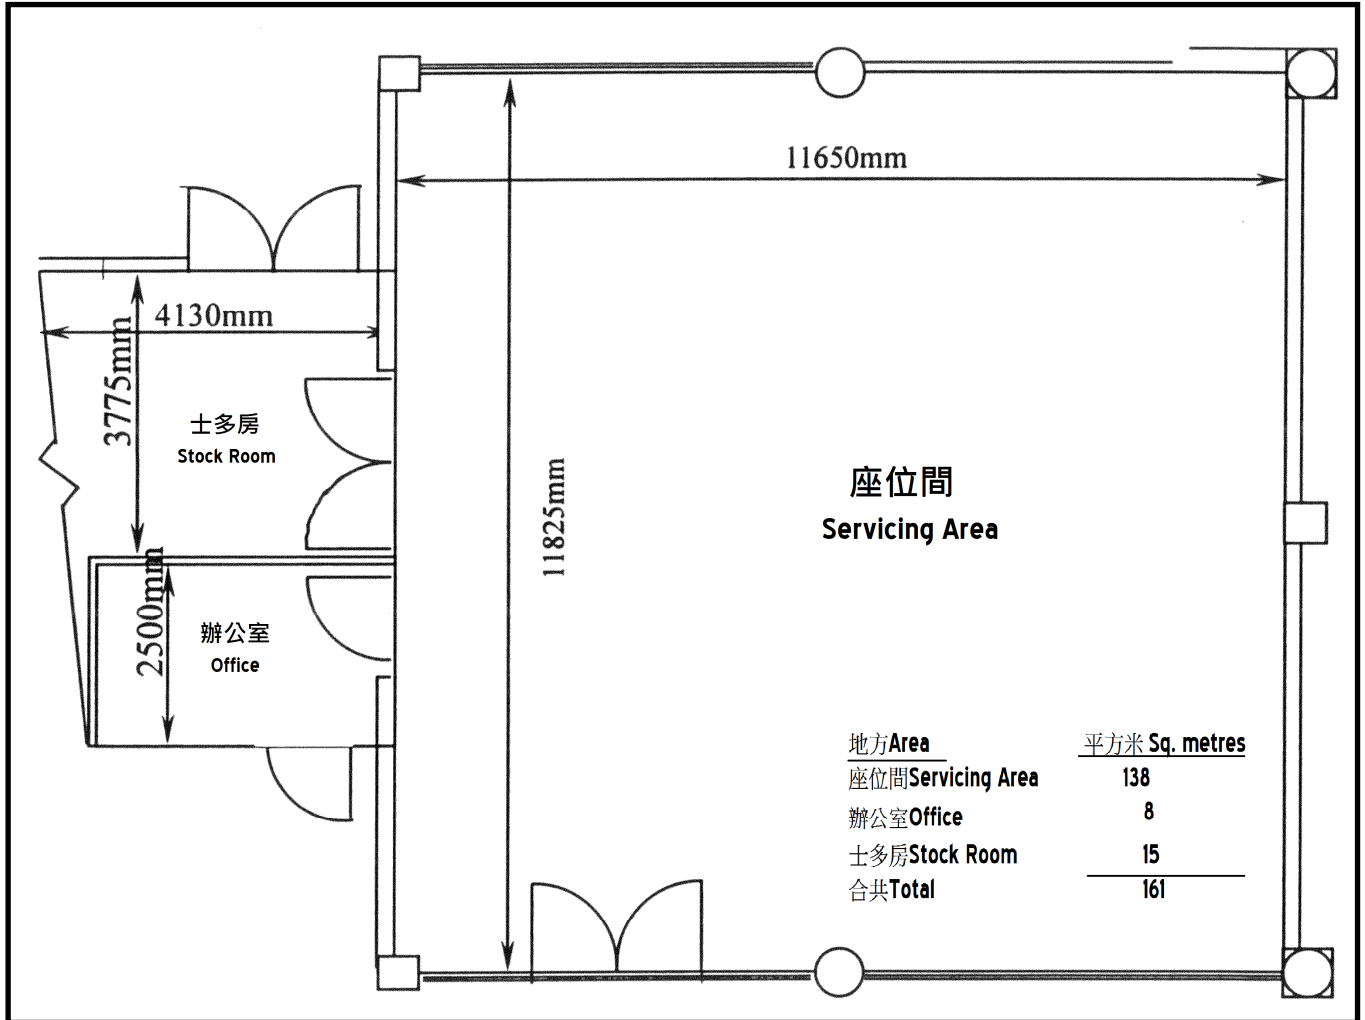 11650mm
4130mm
3775mm
士多房
Stock Room
座位間
Servicing Area
11825mm
2500mm
辦公室
Office
地方Area 平方米 Sq. metres
座位間Servicing Area 138
辦公室Office 8
士多房Stock Room 15
合共Total 161